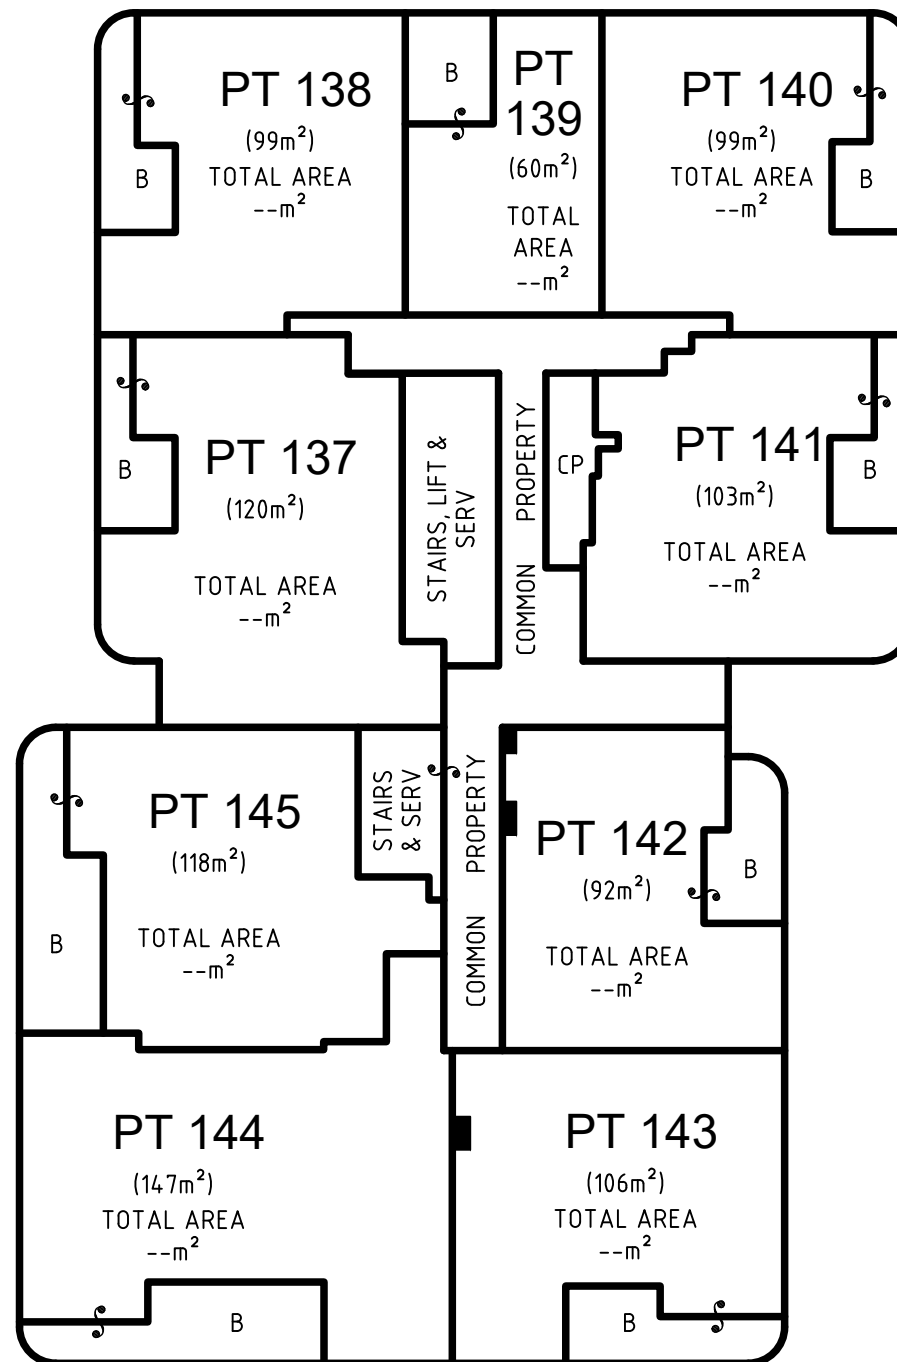 PT 138
(99m²)
TOTAL AREA
--m²
B
B
PT
139
(60m²)
TOTAL
AREA
--m²
PT 140
(99m²)
TOTAL AREA
--m²
B
PT 137
(120m²)
TOTAL AREA
--m²
B
STAIRS, LIFT &
SERV
COMMON PROPERTY
CP
PT 141
(103m²)
TOTAL AREA
--m²
B
PT 145
(118m²)
TOTAL AREA
--m²
B
STAIRS
& SERV
COMMON PROPERTY
PT 142
(92m²)
TOTAL AREA
--m²
B
PT 144
(147m²)
TOTAL AREA
--m²
B
PT 143
(106m²)
TOTAL AREA
--m²
B